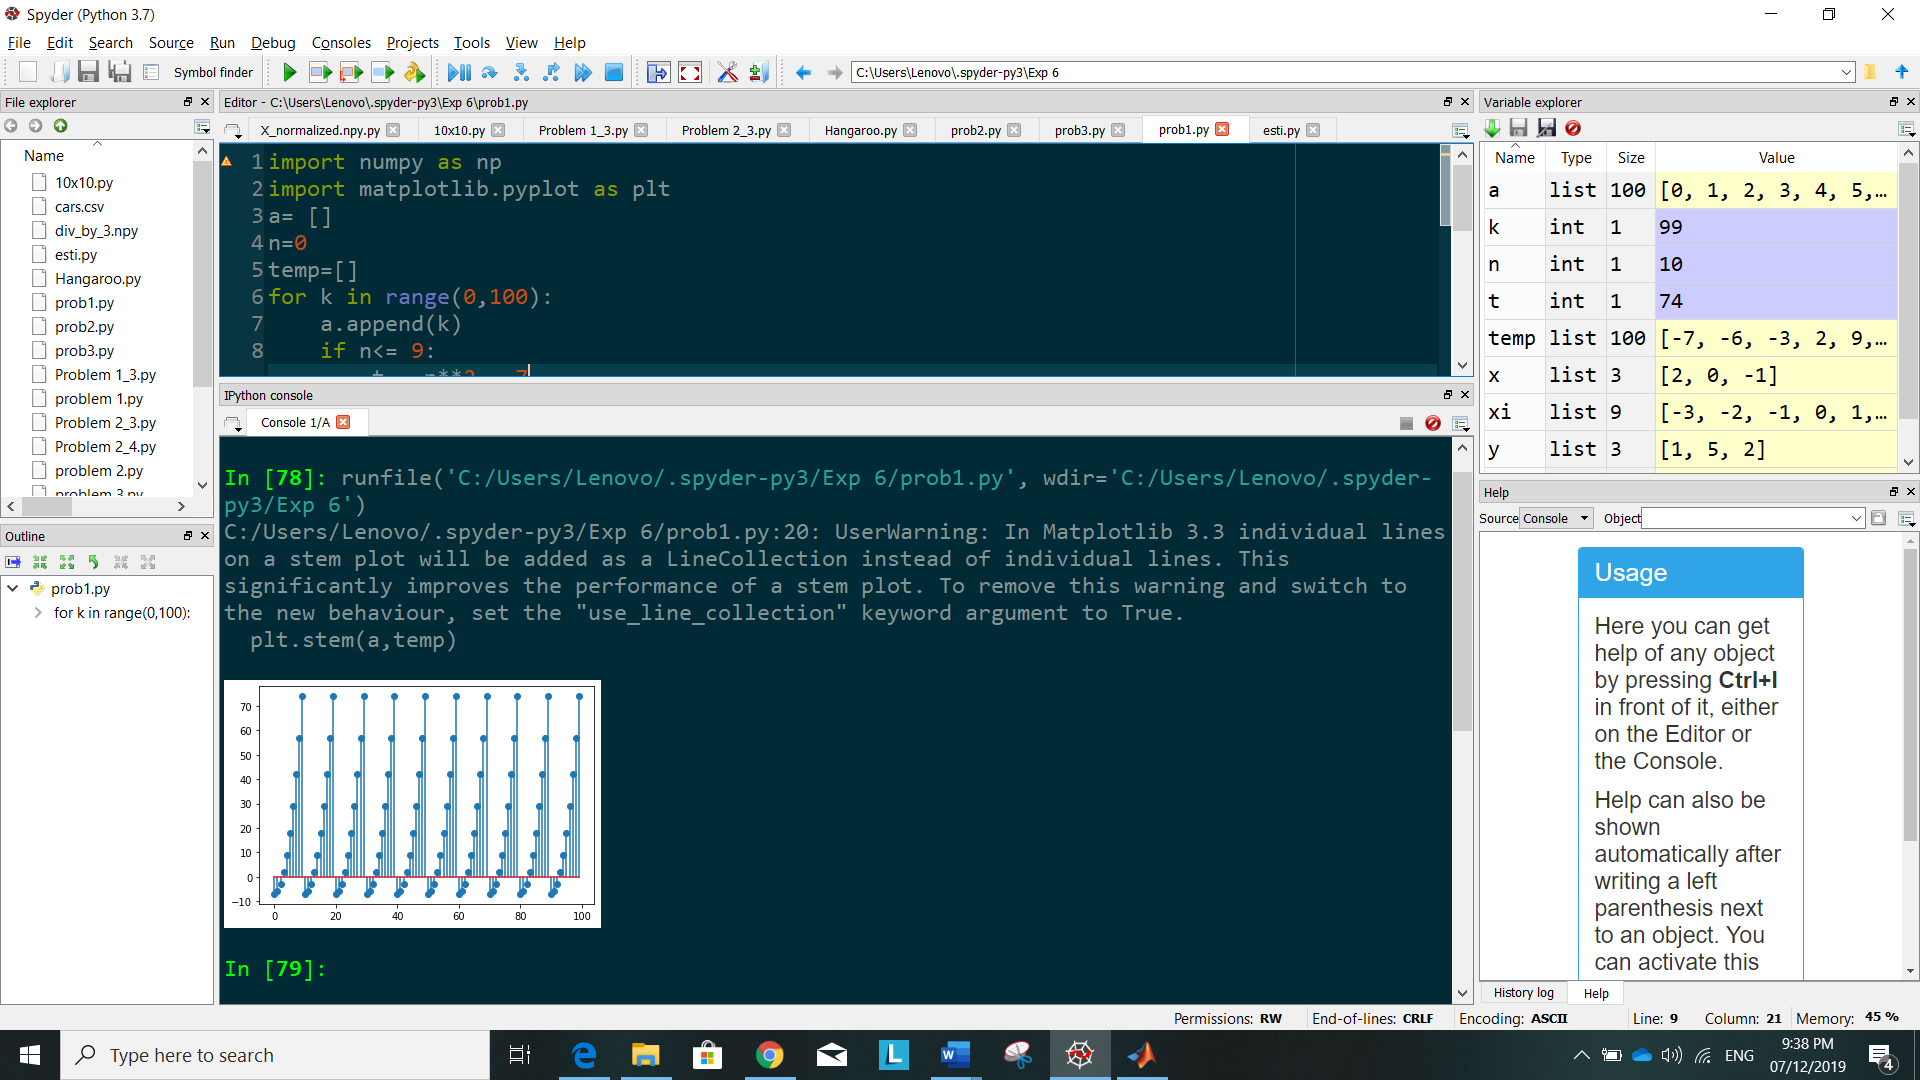 Spyder (Python 3.7)
File Edit Search Source Run Debug Consoles Projects Tools View Help
Symbol finder
C:\Users\Lenovo\.spyder-py3\Exp 6
File explorer
Name
10x10.py
cars.csv
div_by_3.npy
esti.py
Hangaroo.py
prob1.py
prob2.py
prob3.py
Problem 1_3.py
problem 1.py
Problem 2_3.py
Problem 2_4.py
problem 2.py
problem 3.py
Outline
prob1.py
for k in range(0,100):
Editor - C:\Users\Lenovo\.spyder-py3\Exp 6\prob1.py
X_normalized.npy.py 10x10.py Problem 1_3.py Problem 2_3.py Hangaroo.py prob2.py prob3.py prob1.py esti.py
1 import numpy as np
2 import matplotlib.pyplot as plt
3 a= []
4 n=0
5 temp=[]
6 for k in range(0,100):
7 a.append(k)
8 if n<= 9:
IPython console
Console 1/A
In [78]: runfile('C:/Users/Lenovo/.spyder-py3/Exp 6/prob1.py', wdir='C:/Users/Lenovo/.spyder-
py3/Exp 6')
C:/Users/Lenovo/.spyder-py3/Exp 6/prob1.py:20: UserWarning: In Matplotlib 3.3 individual lines
on a stem plot will be added as a LineCollection instead of individual lines. This
significantly improves the performance of a stem plot. To remove this warning and switch to
the new behaviour, set the "use_line_collection" keyword argument to True.
plt.stem(a,temp)
70
60
50
40
30
20
10
0
−10
0 20 40 60 80 100
In [79]:
Variable explorer
Name Type Size Value
a list 100 [0, 1, 2, 3, 4, 5,…
k int 1 99
n int 1 10
t int 1 74
temp list 100 [-7, -6, -3, 2, 9,…
x list 3 [2, 0, -1]
xi list 9 [-3, -2, -1, 0, 1,…
y list 3 [1, 5, 2]
Help
Source Console Object
Usage
Here you can get
help of any object
by pressing Ctrl+I
in front of it, either
on the Editor or
the Console.
Help can also be
shown
automatically after
writing a left
parenthesis next
to an object. You
can activate this
History log Help
Permissions: RW End-of-lines: CRLF Encoding: ASCII Line: 9 Column: 21 Memory: 45 %
Type here to search
ENG
9:38 PM
07/12/2019
4